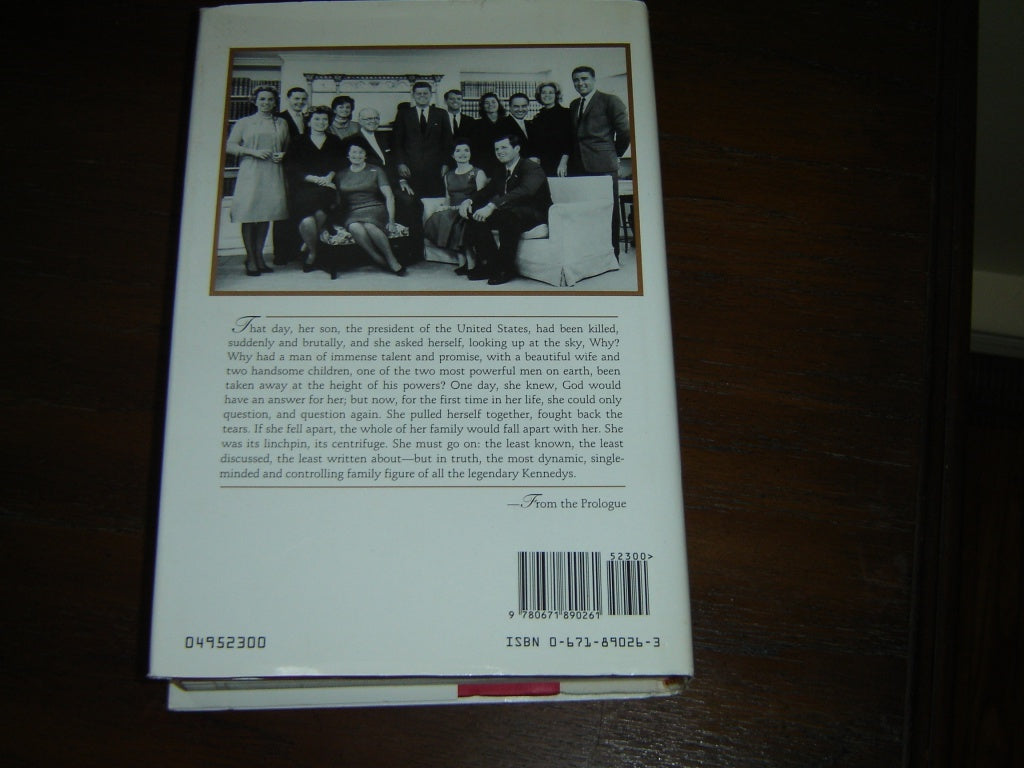 That day, her son, the president of the United States, had been killed,
suddenly and brutally, and she asked herself, looking up at the sky, Why?
Why had a man of immense talent and promise, with a beautiful wife and
two handsome children, one of the two most powerful men on earth, been
taken away at the height of his powers? One day, she knew, God would
have an answer for her; but now, for the first time in her life, she could only
question, and question again. She pulled herself together, fought back the
tears. If she fell apart, the whole of her family would fall apart with her. She
was its linchpin, its centrifuge. She must go on: the least known, the least
discussed, the least written about—but in truth, the most dynamic, single-
minded and controlling family figure of all the legendary Kennedys.
—From the Prologue
52300>
9 780671 890261
04952300
ISBN 0-671-89026-3